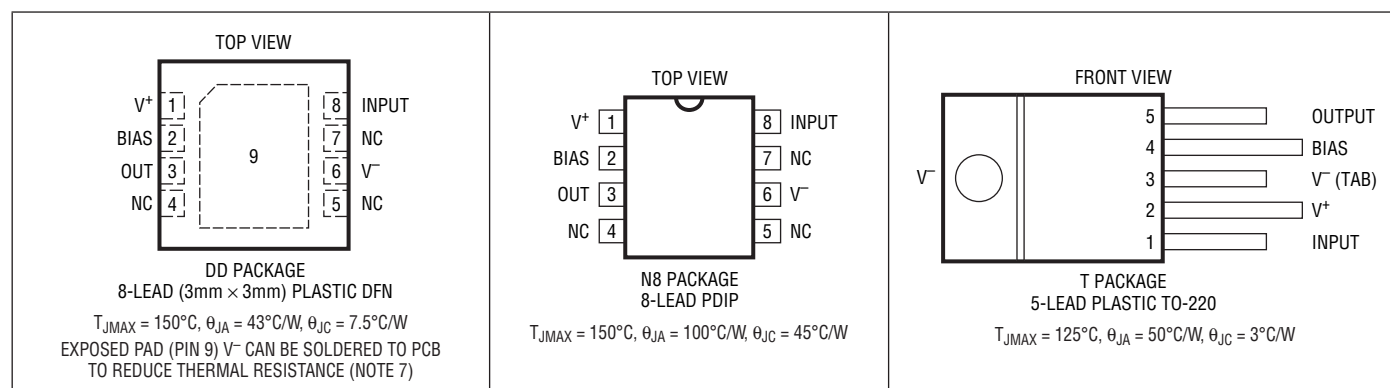 TOP VIEW
V+ 1
BIAS 2
OUT 3
NC 4
9
8 INPUT
7 NC
6 V–
5 NC
DD PACKAGE
8-LEAD (3mm × 3mm) PLASTIC DFN
TJMAX = 150°C, θJA = 43°C/W, θJC = 7.5°C/W
EXPOSED PAD (PIN 9) V– CAN BE SOLDERED TO PCB
TO REDUCE THERMAL RESISTANCE (NOTE 7)
TOP VIEW
V+ 1
BIAS 2
OUT 3
NC 4
8 INPUT
7 NC
6 V–
5 NC
N8 PACKAGE
8-LEAD PDIP
TJMAX = 150°C, θJA = 100°C/W, θJC = 45°C/W
FRONT VIEW
V–
5 OUTPUT
4 BIAS
3 V– (TAB)
2 V+
1 INPUT
T PACKAGE
5-LEAD PLASTIC TO-220
TJMAX = 125°C, θJA = 50°C/W, θJC = 3°C/W